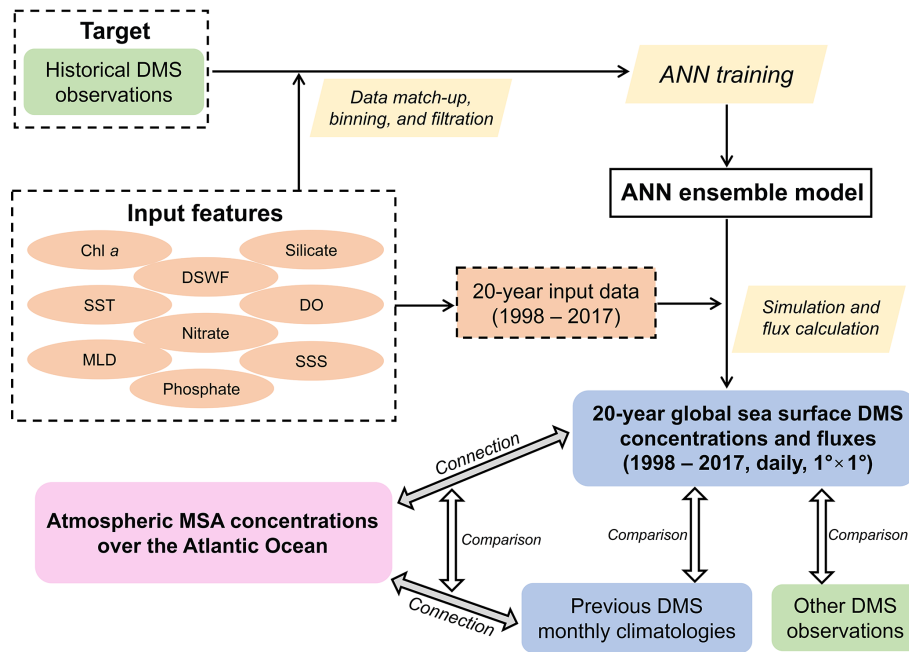 Target
Historical DMS
observations
Data match-up,
binning, and filtration
ANN training
ANN ensemble model
Input features
Chl a
Silicate
DSWF
SST
DO
Nitrate
MLD
SSS
Phosphate
20-year input data
(1998 – 2017)
Simulation and
flux calculation
20-year global sea surface DMS
concentrations and fluxes
(1998 – 2017, daily, 1°× 1°)
Connection
Atmospheric MSA concentrations
over the Atlantic Ocean
Comparison
Comparison
Comparison
Connection
Previous DMS
monthly climatologies
Other DMS
observations